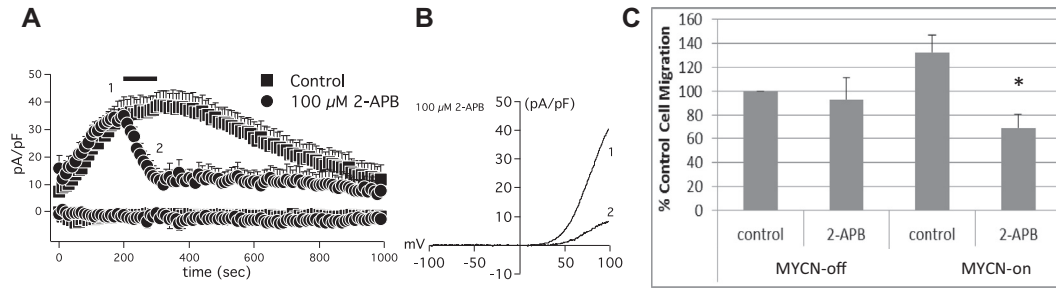 A
50
40
30
20
10
0
pA/pF
1
2
Control
100 µM 2-APB
0
200
400
600
800
1000
time (sec)
B
100 µM 2-APB
(pA/pF)
50
40
30
20
10
0
-10
1
2
mV
-100
-50
50
100
C
% Control Cell Migration
160
140
120
100
80
60
40
20
0
*
control
2-APB
control
2-APB
MYCN-off
MYCN-on